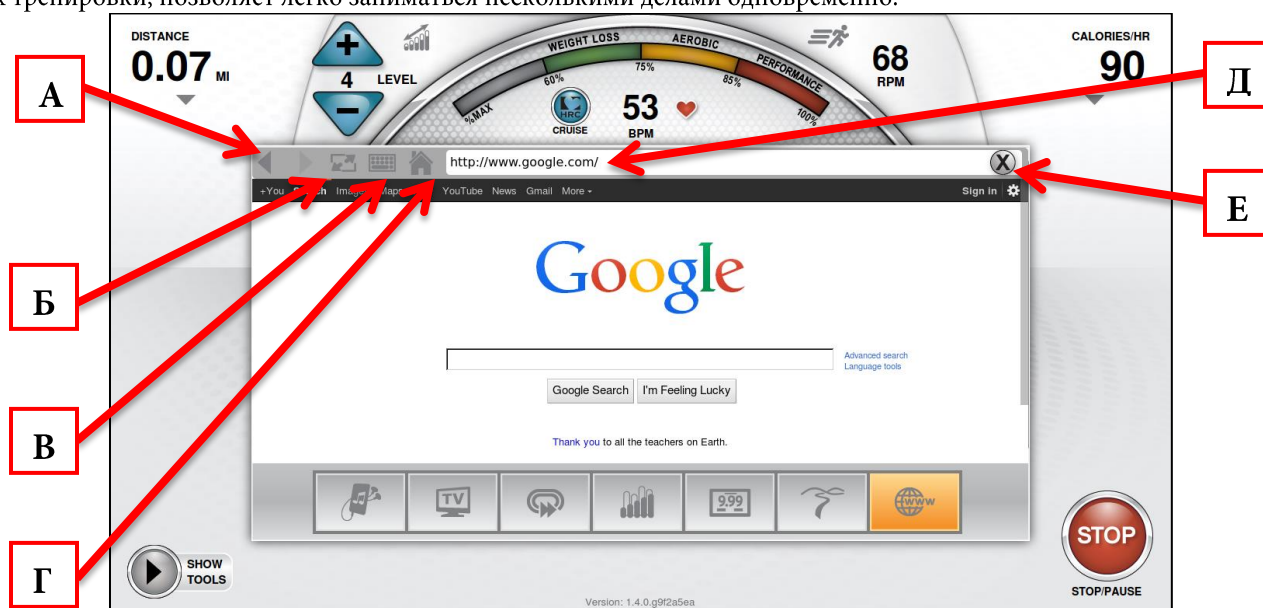 тренировки, позволяет легко заниматься несколькими делами одновременно.
DISTANCE
0.07 MI
+
4 LEVEL
WEIGHT LOSS
AEROBIC
PERFORMANCE
%MAX
60%
75%
85%
100%
HRC
CRUISE
53
BPM
68
RPM
CALORIES/HR
90
А
Д
http://www.google.com/
X
Е
+You
YouTube News Gmail More
Sign in
Б
Google
Advanced search
Language tools
Google Search
I'm Feeling Lucky
В
Thank you to all the teachers on Earth.
TV
9.99
www
STOP
STOP/PAUSE
Г
SHOW
TOOLS
Version: 1.4.0.g9f2a5ea